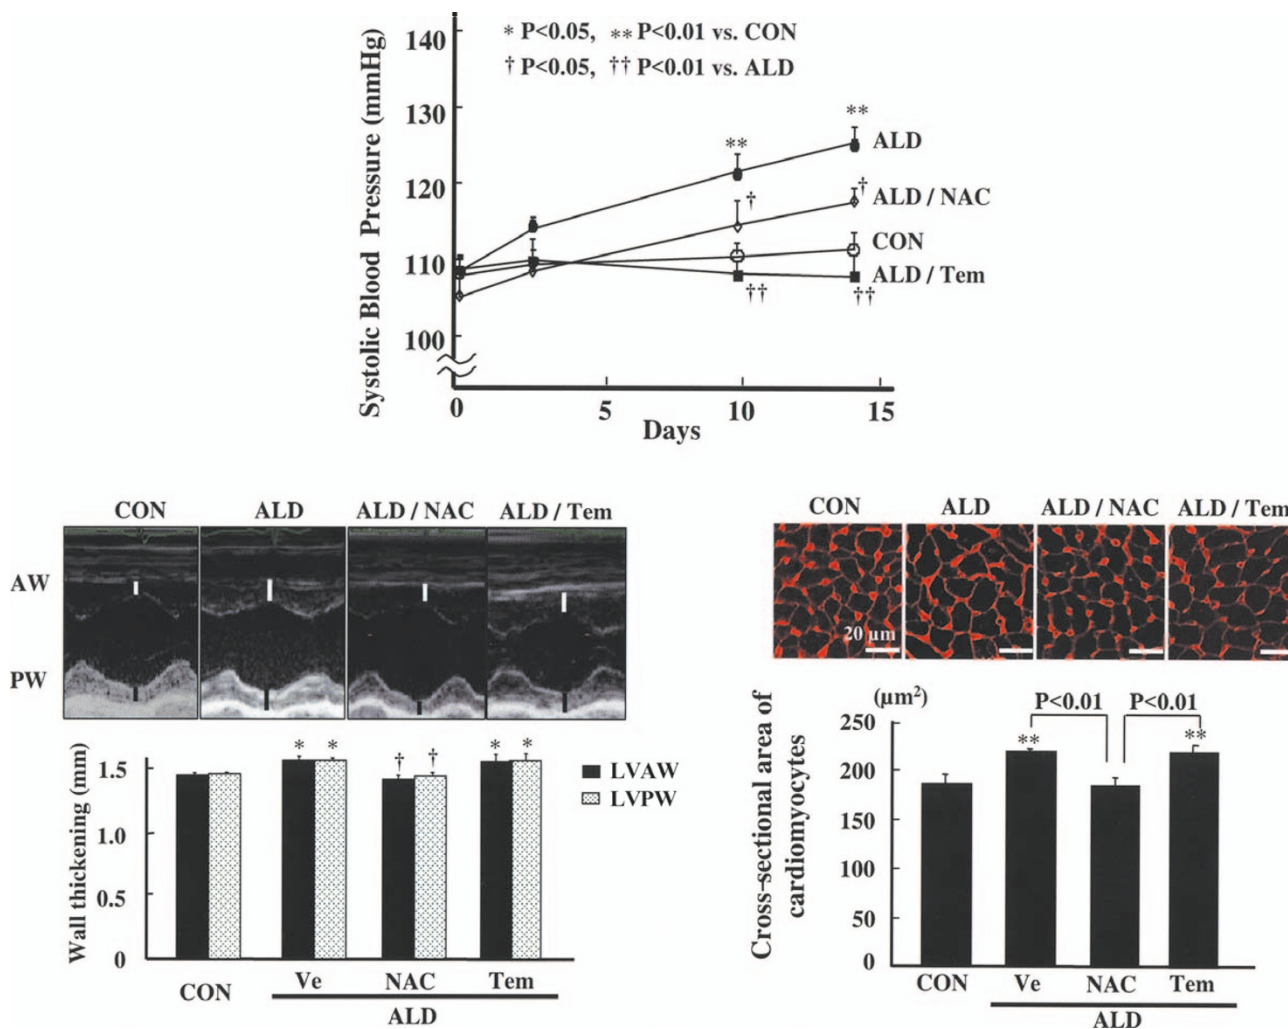 140
* P<0.05, ** P<0.01 vs. CON
† P<0.05, †† P<0.01 vs. ALD
130
120
110
100
Systolic Blood Pressure (mmHg)
**
**
ALD
†
†
ALD / NAC
CON
ALD / Tem
††
††
0
5
10
15
Days
CON
ALD
ALD / NAC
ALD / Tem
AW
PW
Wall thickening (mm)
1.5
1.0
0.5
0
*
*
†
†
*
*
LVAW
LVPW
CON
Ve
NAC
Tem
ALD
CON
ALD
ALD / NAC
ALD / Tem
20 µm
(µm²)
Cross-sectional area of
cardiomyocytes
250
200
150
100
50
0
P<0.01
P<0.01
**
**
CON
Ve
NAC
Tem
ALD